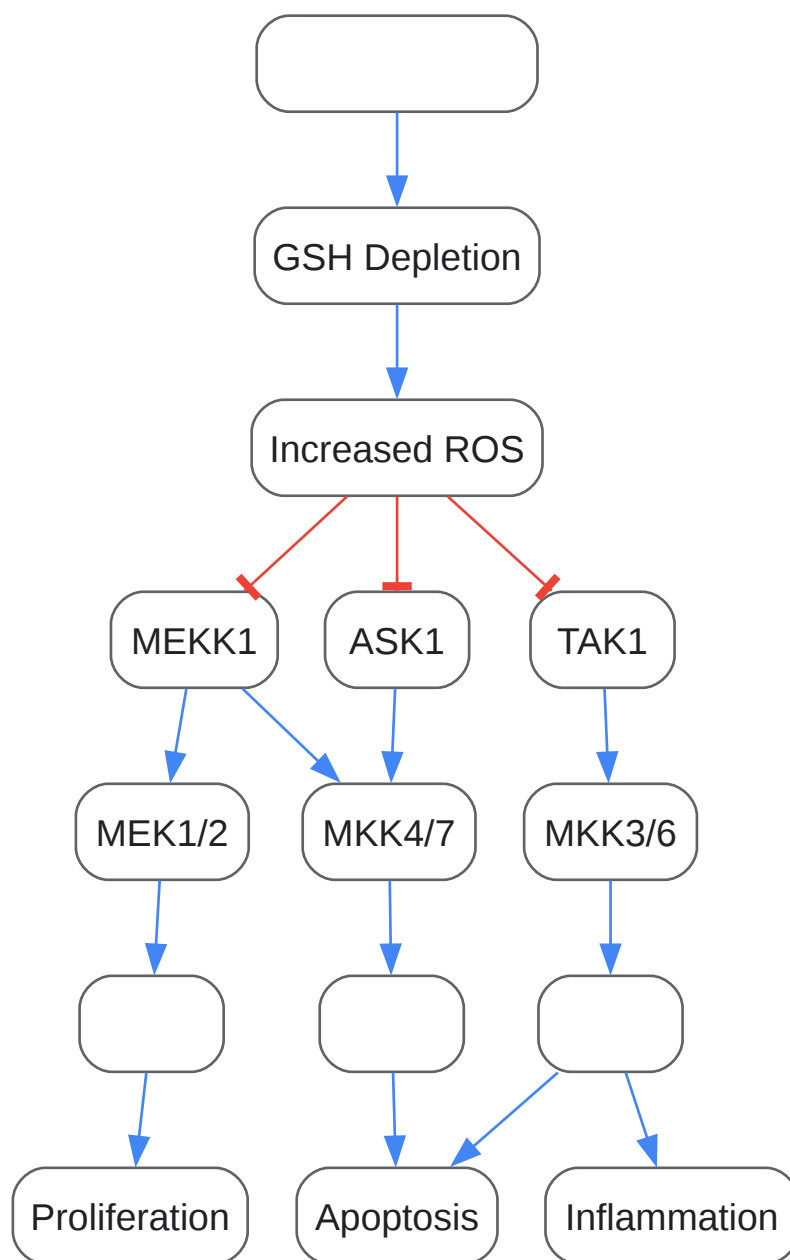 GSH Depletion
Increased ROS
MEKK1
ASK1
TAK1
MEK1/2
MKK4/7
MKK3/6
Proliferation
Apoptosis
Inflammation